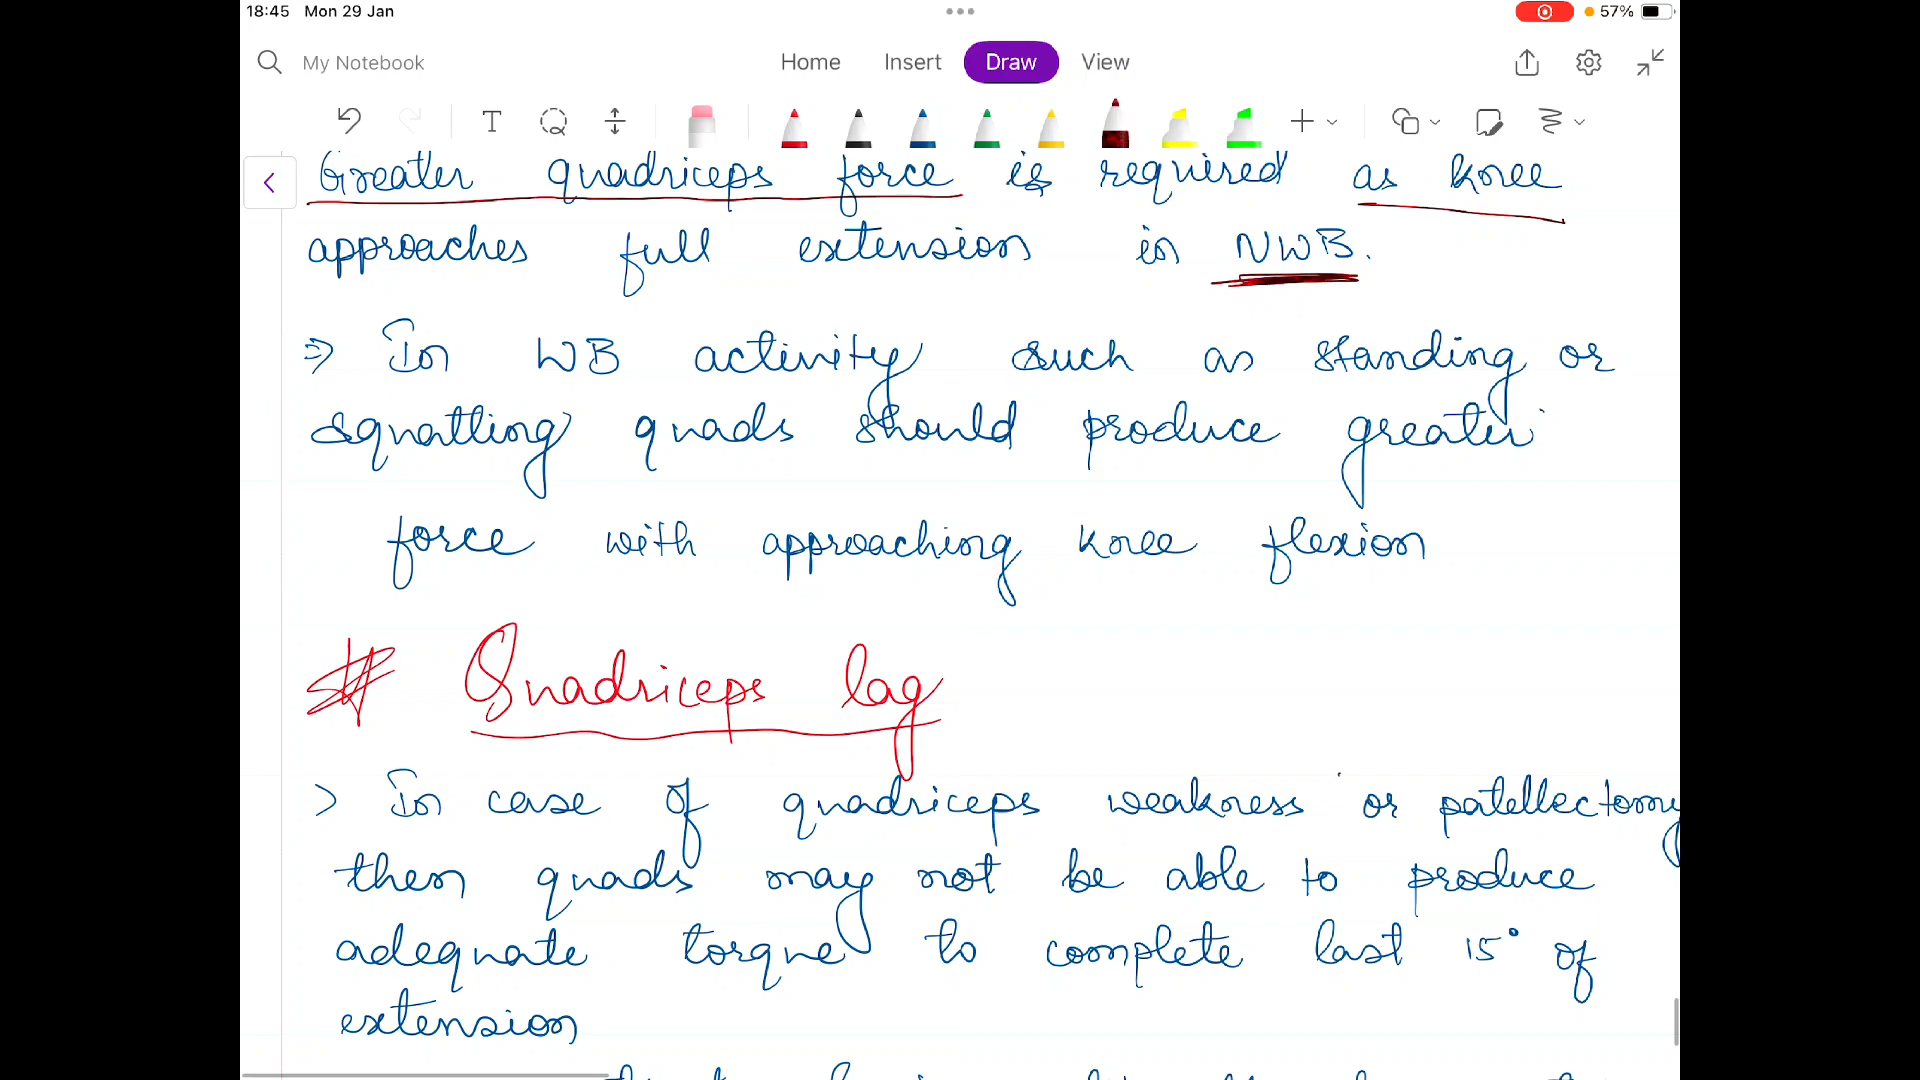 18:45 Mon 29 Jan
57%
My Notebook
Home Insert Draw View
Greater quadriceps force is required as knee
approaches full extension in NWB.
⇒ In WB activity such as standing or
squatting quads should produce greater
force with approaching knee flexion
# Quadriceps lag
> In case of quadriceps weakness or patellectomy
then quads may not be able to produce
adequate torque to complete last 15° of
extension